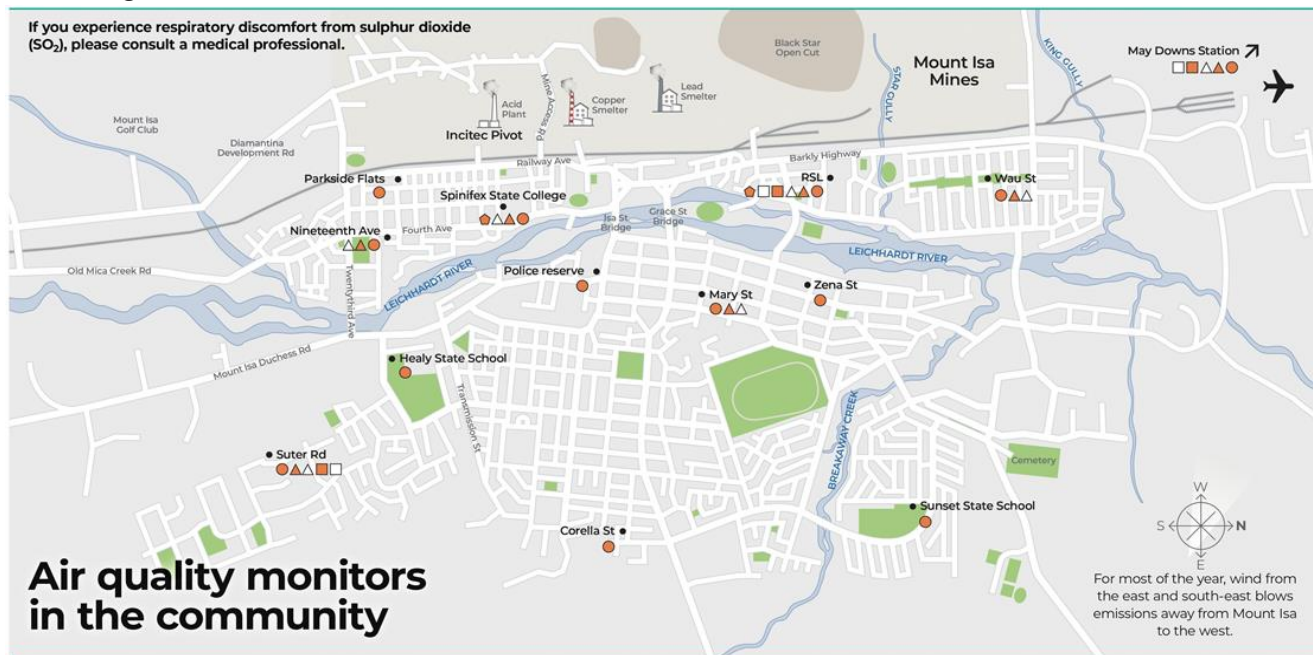 If you experience respiratory discomfort from sulphur dioxide
(SO₂), please consult a medical professional.
Black Star
Open Cut
Mount Isa
Mines
STAR GULLY
KING GULLY
May Downs Station
Mount Isa
Golf Club
Diamantina
Development Rd
Acid
Plant
Incitec Pivot
Mine Access Rd
Copper
Smelter
Lead
Smelter
Railway Ave
Barkly Highway
Parkside Flats
Spinifex State College
RSL
Wau St
Nineteenth Ave
Fourth Ave
Isa St
Bridge
Grace St
Bridge
LEICHHARDT RIVER
Old Mica Creek Rd
Twentythird Ave
LEICHHARDT RIVER
Police reserve
Mary St
Zena St
Mount Isa Duchess Rd
Healy State School
Transmission St
BREAKAWAY CREEK
Suter Rd
Cemetery
Corella St
Sunset State School
W
S
N
E
For most of the year, wind from
the east and south-east blows
emissions away from Mount Isa
to the west.
Air quality monitors
in the community